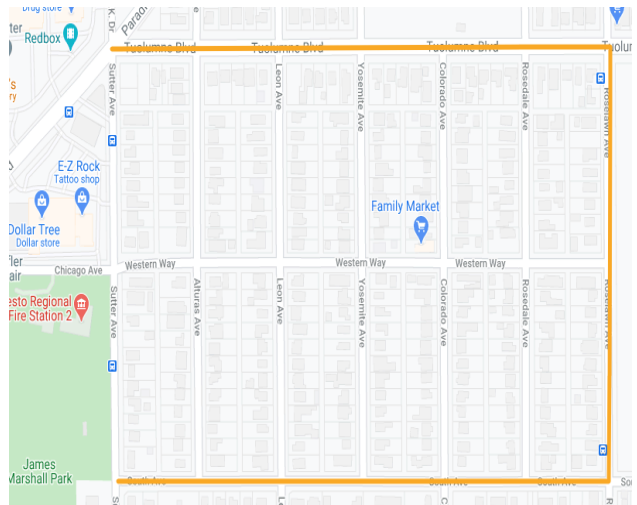 Drug store
K. Dr
Redbox
Tuolumne Blvd
Tuolumne Blvd
Tuolumne Blvd
Sutter Ave
Leon Ave
Yosemite Ave
Colorado Ave
Rosedale Ave
Roselawn Ave
E-Z Rock
Tattoo shop
Family Market
Dollar Tree
Dollar store
Western Way
Western Way
Western Way
Chicago Ave
esto Regional
Fire Station 2
Sutter Ave
Alturas Ave
Leon Ave
Yosemite Ave
Colorado Ave
Rosedale Ave
Roselawn Ave
James
Marshall Park
South Ave
South Ave
South Ave